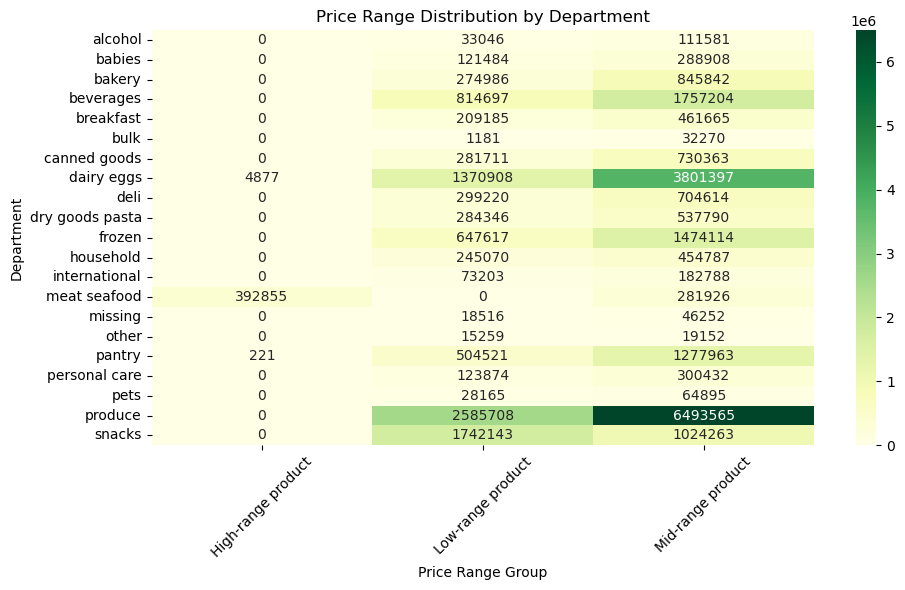 Price Range Distribution by Department
1e6
alcohol 0 33046 111581
babies 0 121484 288908
bakery 0 274986 845842
beverages 0 814697 1757204
breakfast 0 209185 461665
bulk 0 1181 32270
canned goods 0 281711 730363
dairy eggs 4877 1370908 3801397
deli 0 299220 704614
dry goods pasta 0 284346 537790
frozen 0 647617 1474114
household 0 245070 454787
international 0 73203 182788
meat seafood 392855 0 281926
missing 0 18516 46252
other 0 15259 19152
pantry 221 504521 1277963
personal care 0 123874 300432
pets 0 28165 64895
produce 0 2585708 6493565
snacks 0 1742143 1024263
Department
High-range product
Low-range product
Mid-range product
Price Range Group
6
5
4
3
2
1
0